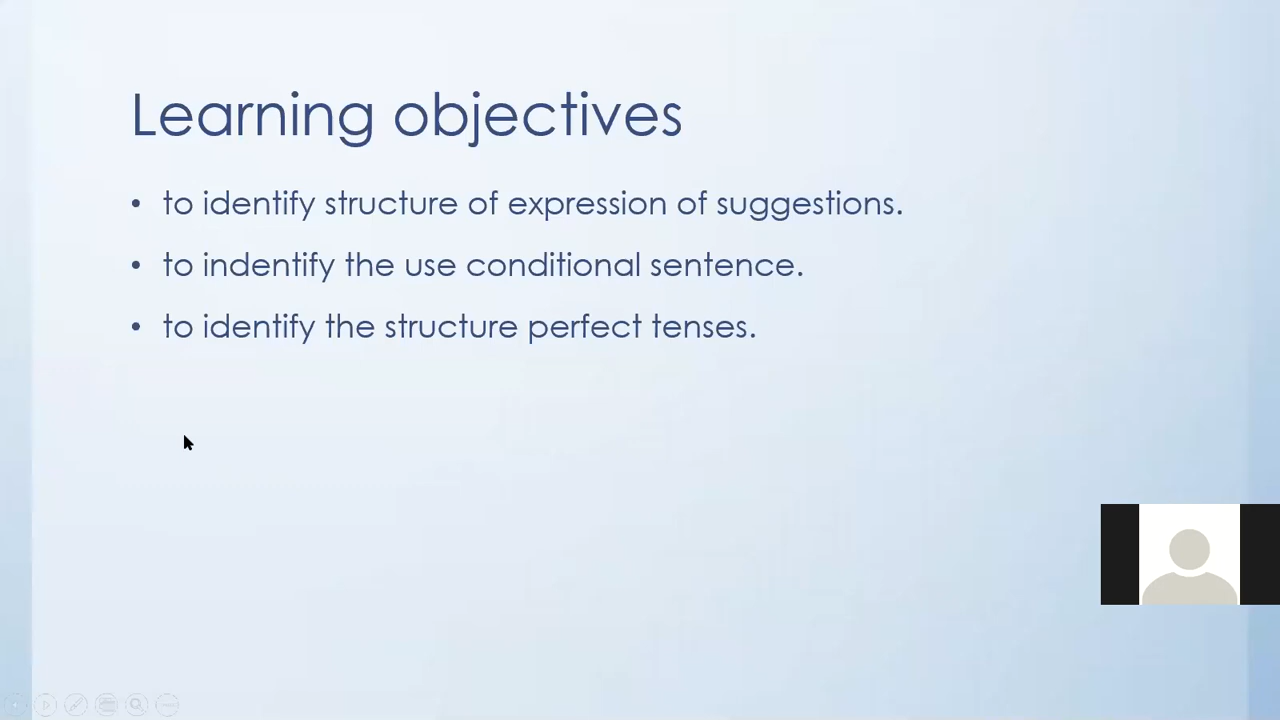 Learning objectives
• to identify structure of expression of suggestions.
• to indentify the use conditional sentence.
• to identify the structure perfect tenses.